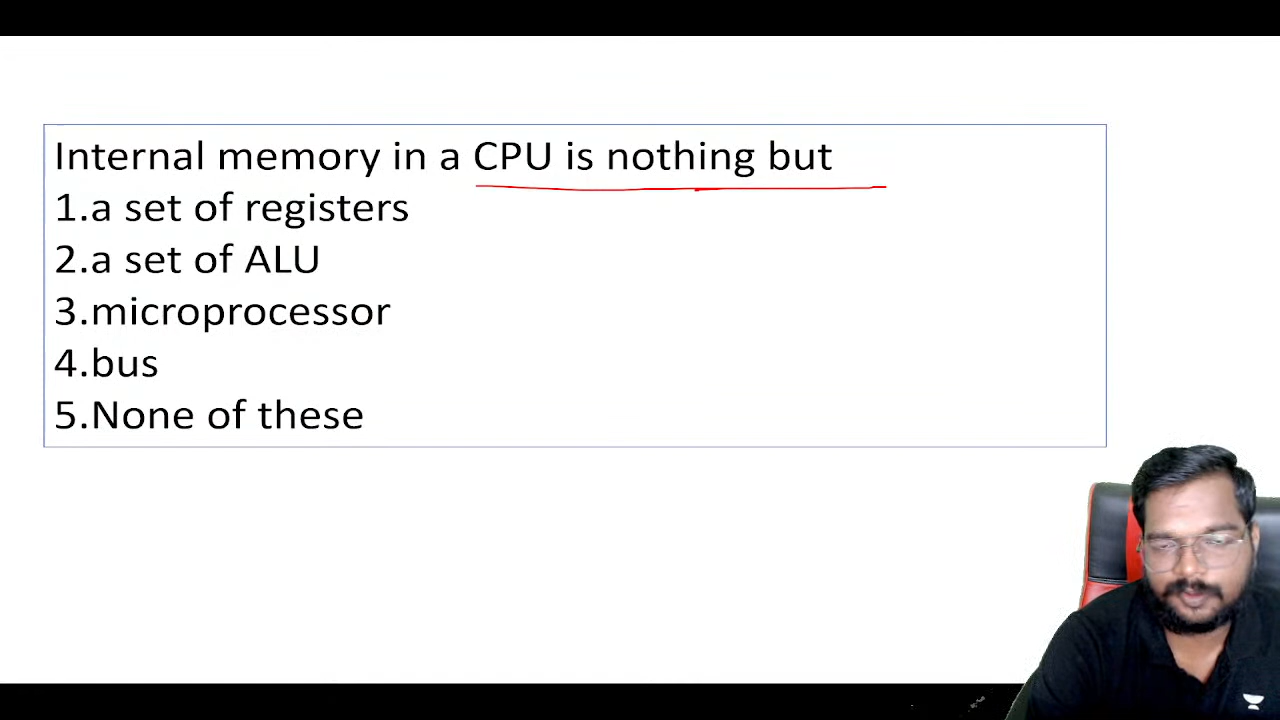 Internal memory in a CPU is nothing but
1.a set of registers
2.a set of ALU
3.microprocessor
4.bus
5.None of these